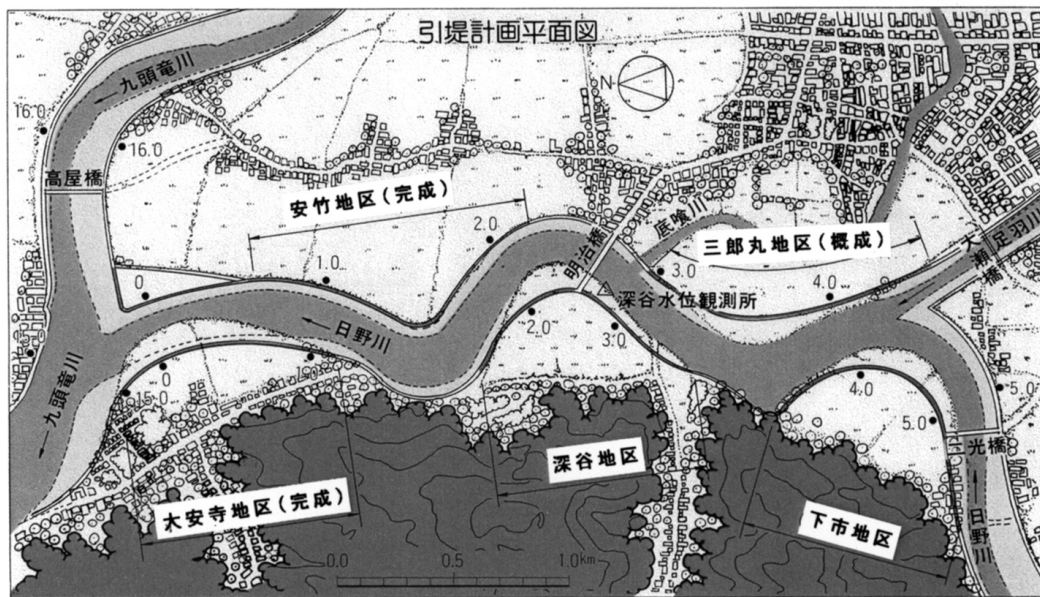 引堤計画平面図
九頭竜川
16.0
16.0
高屋橋
N
安竹地区(完成)
2.0
1.0
0
日野川
明治橋
底喰川
三郎丸地区(概成)
3.0
4.0
大瀬橋
足羽川
深谷水位観測所
2.0
3.0
4.0
5.0
5.0
光橋
日野川
0
1.0
15.0
九頭竜川
大安寺地区(完成)
深谷地区
下市地区
0.0
0.5
1.0km